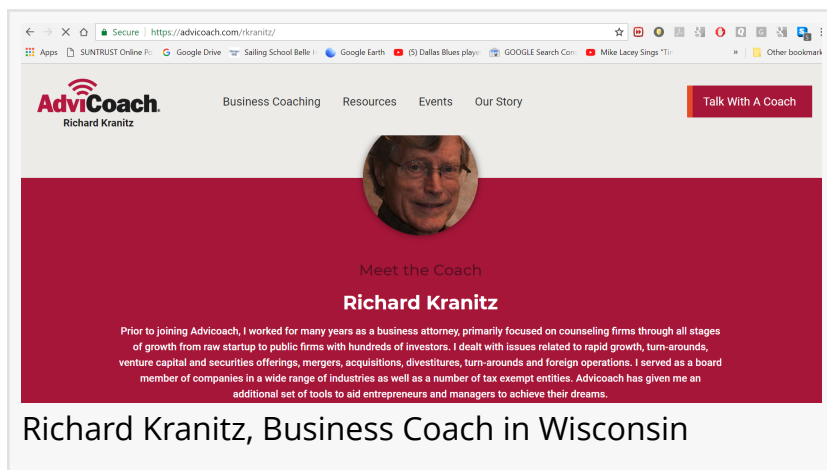 Secure | https://advicoach.com/rkranitz/
Apps SUNTRUST Online Po Google Drive Sailing School Belle H Google Earth (5) Dallas Blues playe GOOGLE Search Con Mike Lacey Sings "Tin » Other bookmark
AdviCoach.
Richard Kranitz
Business Coaching Resources Events Our Story
Talk With A Coach
Meet the Coach
Richard Kranitz
Prior to joining Advicoach, I worked for many years as a business attorney, primarily focused on counseling firms through all stages
of growth from raw startup to public firms with hundreds of investors. I dealt with issues related to rapid growth, turn-arounds,
venture capital and securities offerings, mergers, acquisitions, divestitures, turn-arounds and foreign operations. I served as a board
member of companies in a wide range of industries as well as a number of tax exempt entities. Advicoach has given me an
additional set of tools to aid entrepreneurs and managers to achieve their dreams.
Richard Kranitz, Business Coach in Wisconsin